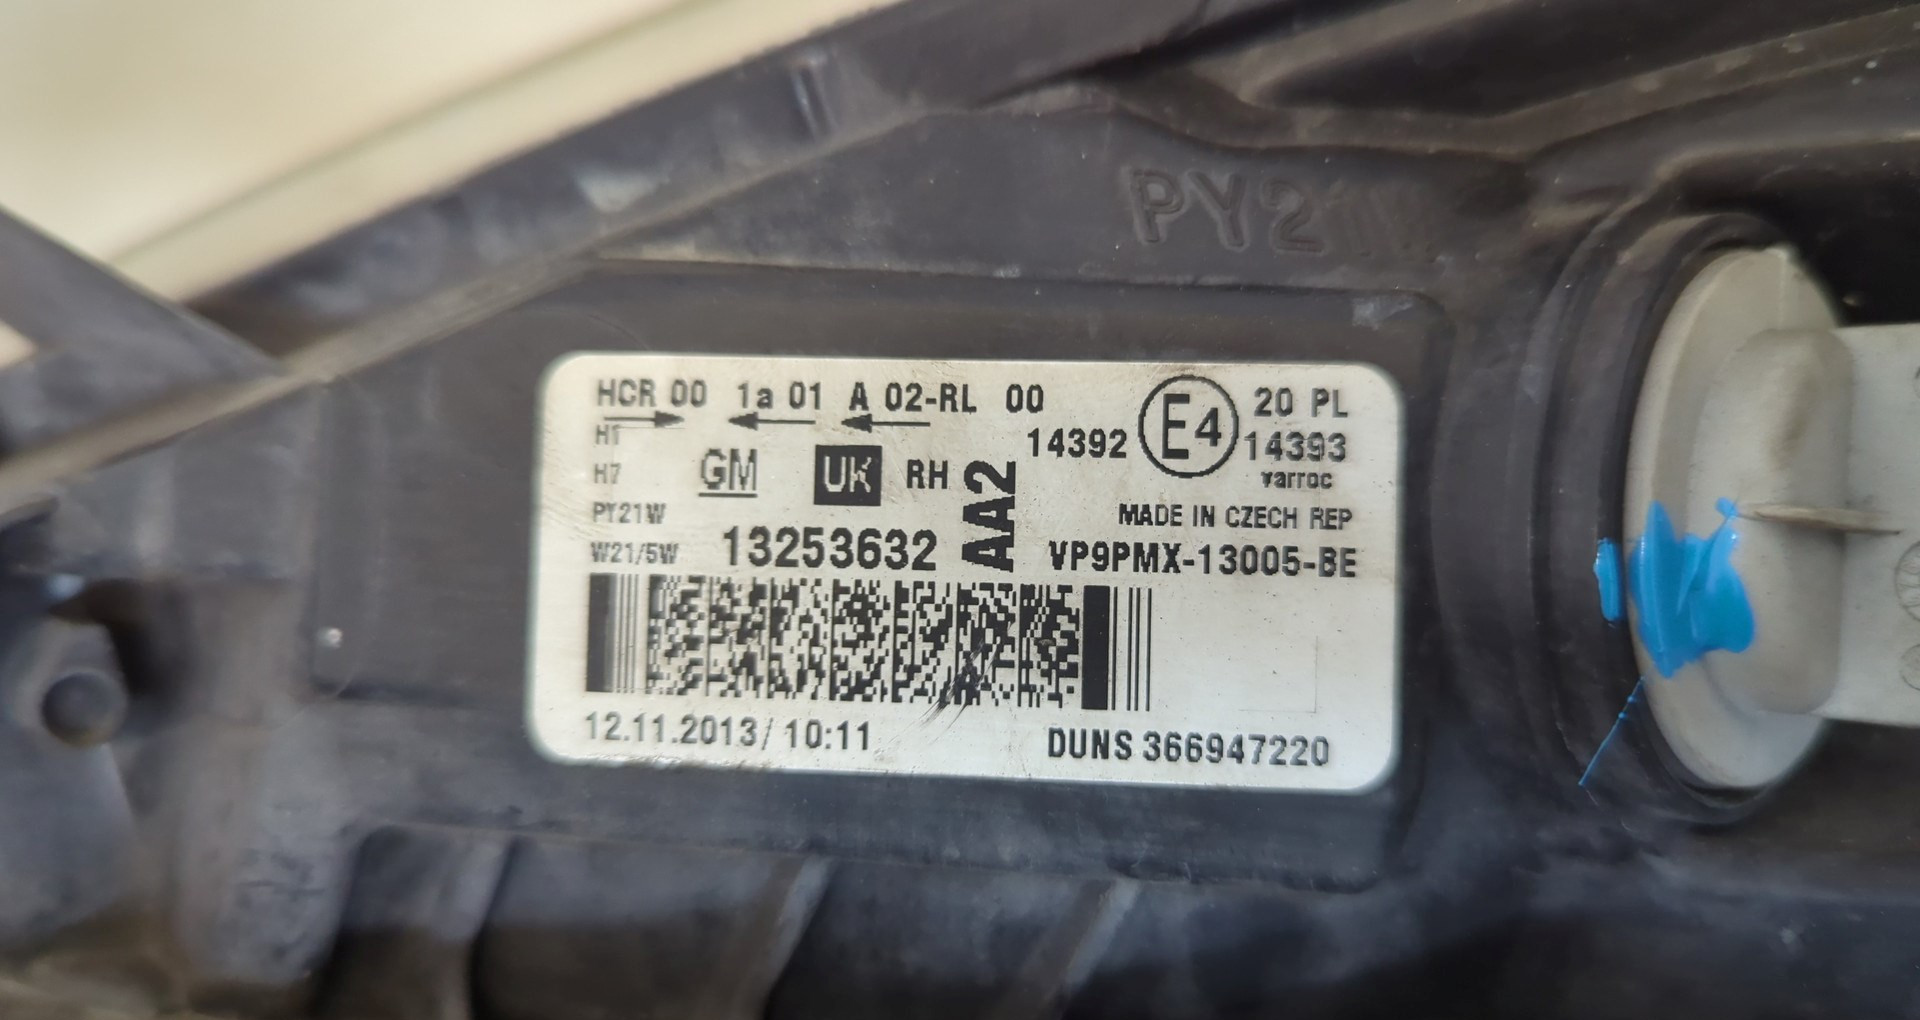 PY21W
HCR 00 1a 01 A 02-RL 00 E4 20 PL
H1 14392 14393
H7 GM UK RH AA2 varroc
PY21W MADE IN CZECH REP
W21/5W 13253632 VP9PMX-13005-BE
12.11.2013/ 10:11 DUNS 366947220